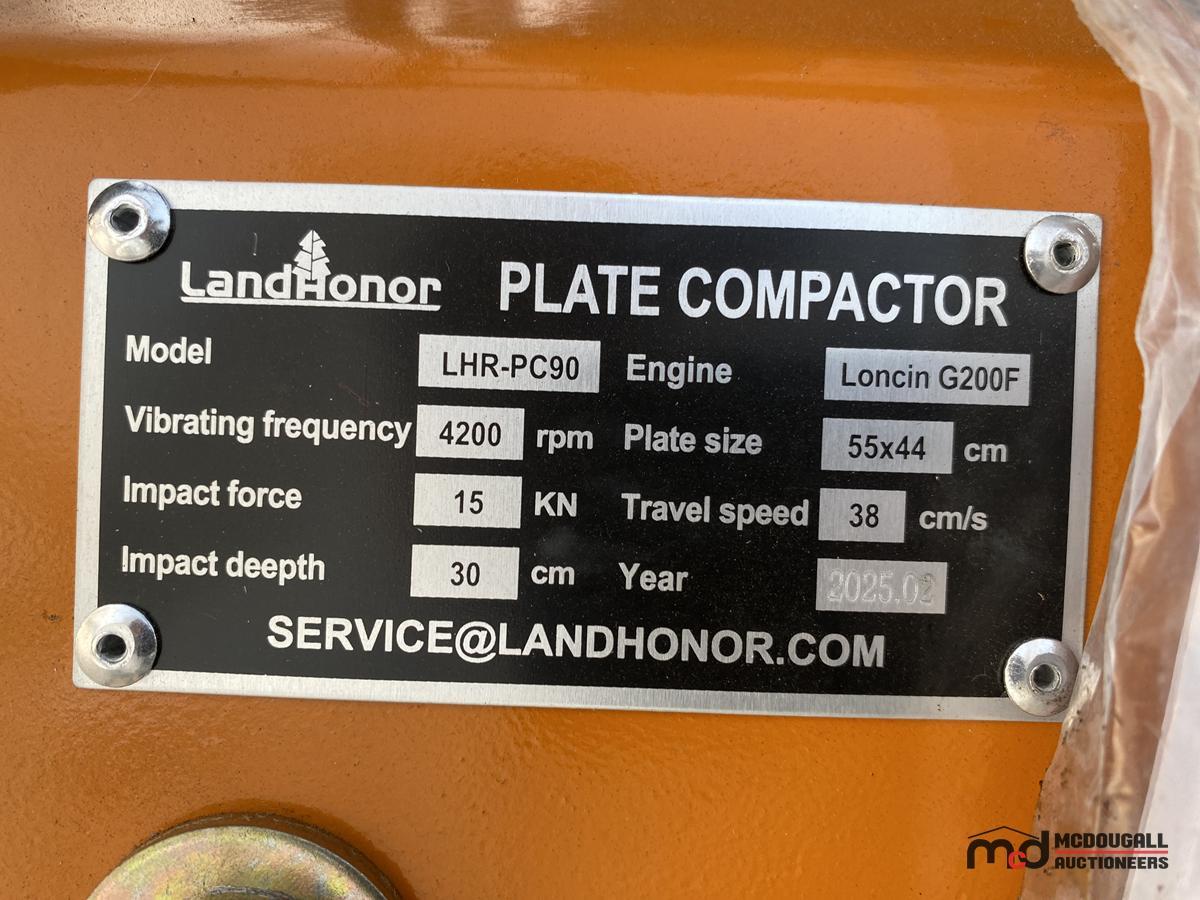 LandHonor PLATE COMPACTOR
Model LHR-PC90 Engine Loncin G200F
Vibrating frequency 4200 rpm Plate size 55x44 cm
Impact force 15 KN Travel speed 38 cm/s
Impact deepth 30 cm Year 2025.02
SERVICE@LANDHONOR.COM
mcd MCDOUGALL
AUCTIONEERS